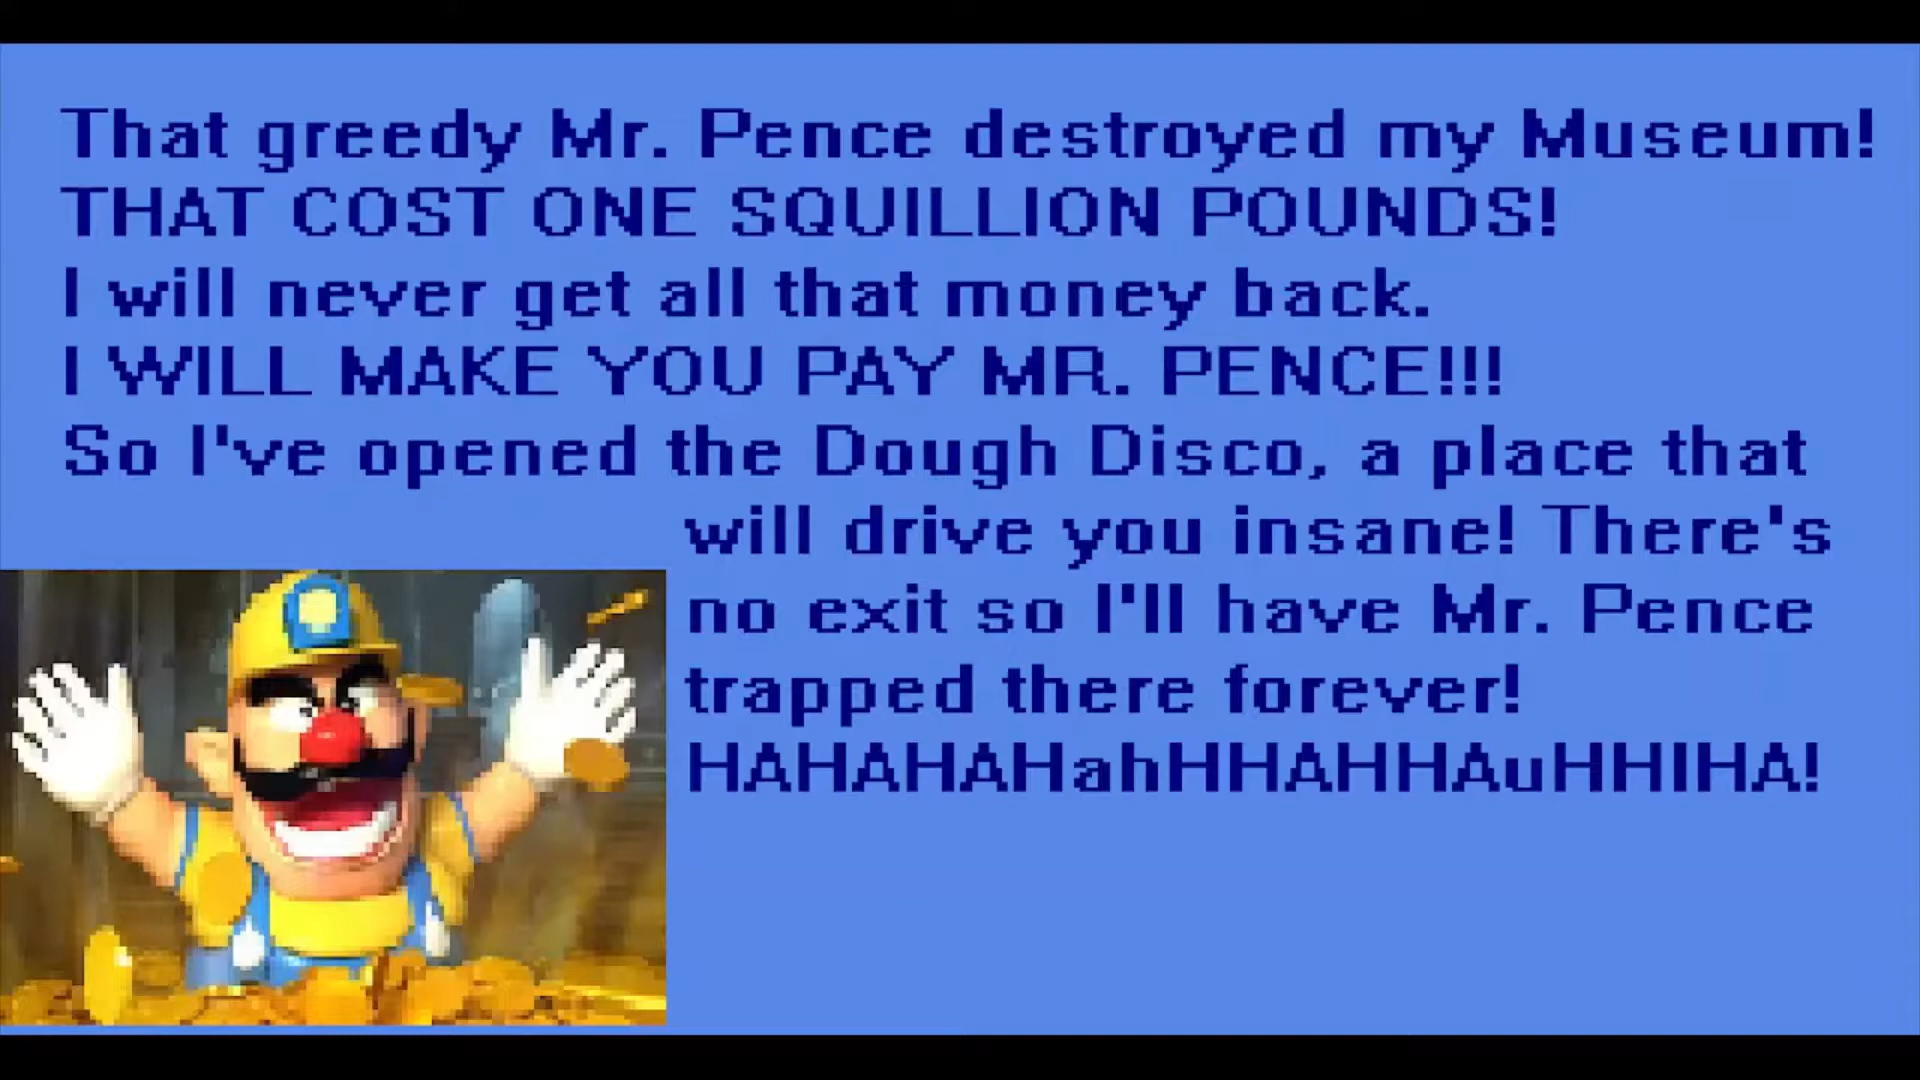 That greedy Mr. Pence destroyed my Museum!
THAT COST ONE SQUILLION POUNDS!
I will never get all that money back.
I WILL MAKE YOU PAY MR. PENCE!!!
So I've opened the Dough Disco, a place that
will drive you insane! There's
no exit so I'll have Mr. Pence
trapped there forever!
HAHAHAHahHHAHHAuHHIHA!